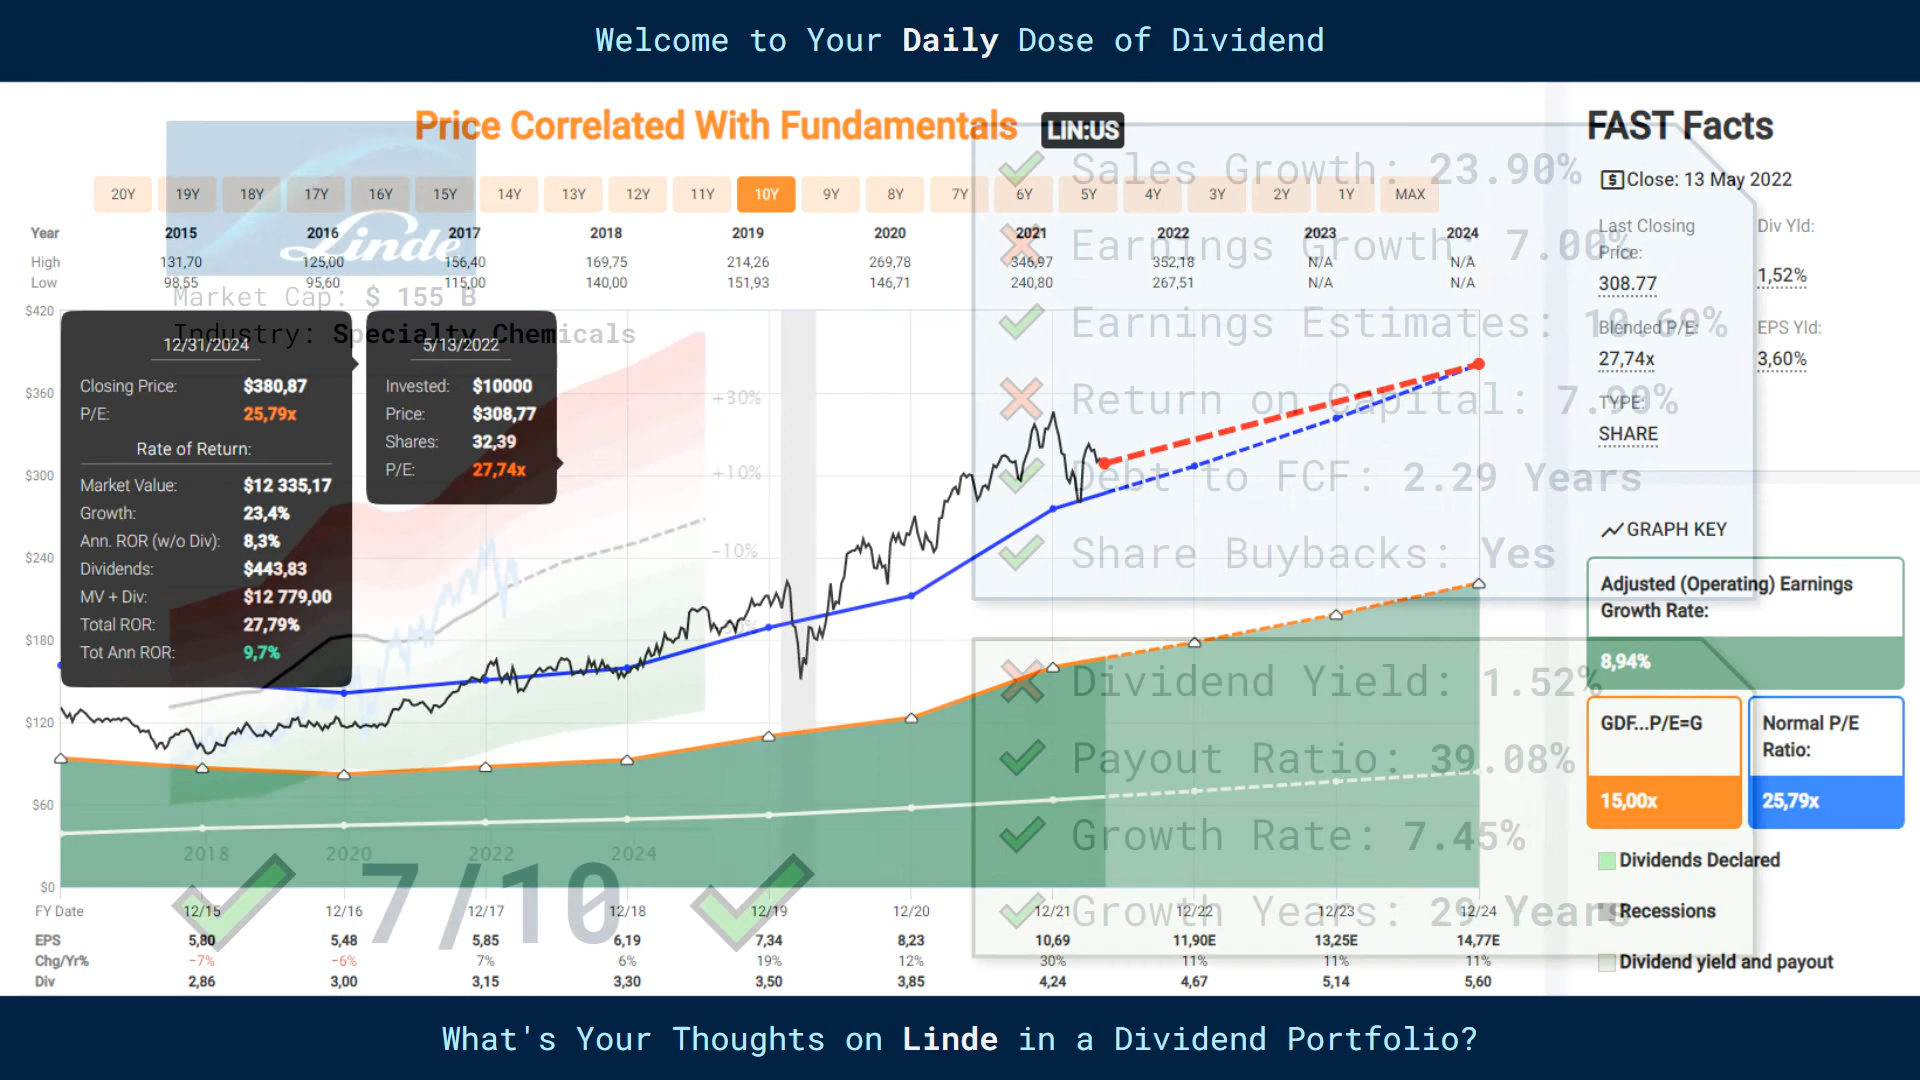 Welcome to Your Daily Dose of Dividend
Price Correlated With Fundamentals LIN:US
20Y 19Y 18Y 17Y 16Y 15Y 14Y 13Y 12Y 11Y 10Y 9Y 8Y 7Y 6Y 5Y 4Y 3Y 2Y 1Y MAX
Year 2015 2016 2017 2018 2019 2020 2021 2022 2023 2024
High 131,70 125,00 156,40 169,75 214,26 269,78 346,97 352,18 N/A N/A
Low 98,55 95,60 115,00 140,00 151,93 146,71 240,80 267,51 N/A N/A
Linde
Market Cap: $ 155 B
Industry: Specialty Chemicals
$420
$360
$300
$240
$180
$120
$60
$0
12/31/2024
Closing Price: $380,87
P/E: 25,79x
Rate of Return:
Market Value: $12 335,17
Growth: 23,4%
Ann. ROR (w/o Div): 8,3%
Dividends: $443,83
MV + Div: $12 779,00
Total ROR: 27,79%
Tot Ann ROR: 9,7%
5/13/2022
Invested: $10000
Price: $308,77
Shares: 32,39
P/E: 27,74x
+30%
+10%
-10%
2018 2020 2022 2024
7/10
Sales Growth: 23.90%
Earnings Growth: 7.00%
Earnings Estimates: 10.69%
Return on Capital: 7.90%
Debt to FCF: 2.29 Years
Share Buybacks: Yes
Dividend Yield: 1.52%
Payout Ratio: 39.08%
Growth Rate: 7.45%
Growth Years: 29 Years
FY Date 12/15 12/16 12/17 12/18 12/19 12/20 12/21 12/22 12/23 12/24
EPS 5,80 5,48 5,85 6,19 7,34 8,23 10,69 11,90E 13,25E 14,77E
Chg/Yr% -7% -6% 7% 6% 19% 12% 30% 11% 11% 11%
Div 2,86 3,00 3,15 3,30 3,50 3,85 4,24 4,67 5,14 5,60
FAST Facts
Close: 13 May 2022
Last Closing Price:
308.77
Div Yld:
1,52%
Blended P/E:
27,74x
EPS Yld:
3,60%
TYPE:
SHARE
GRAPH KEY
Adjusted (Operating) Earnings
Growth Rate:
8,94%
GDF...P/E=G
15,00x
Normal P/E
Ratio:
25,79x
Dividends Declared
Recessions
Dividend yield and payout
What's Your Thoughts on Linde in a Dividend Portfolio?